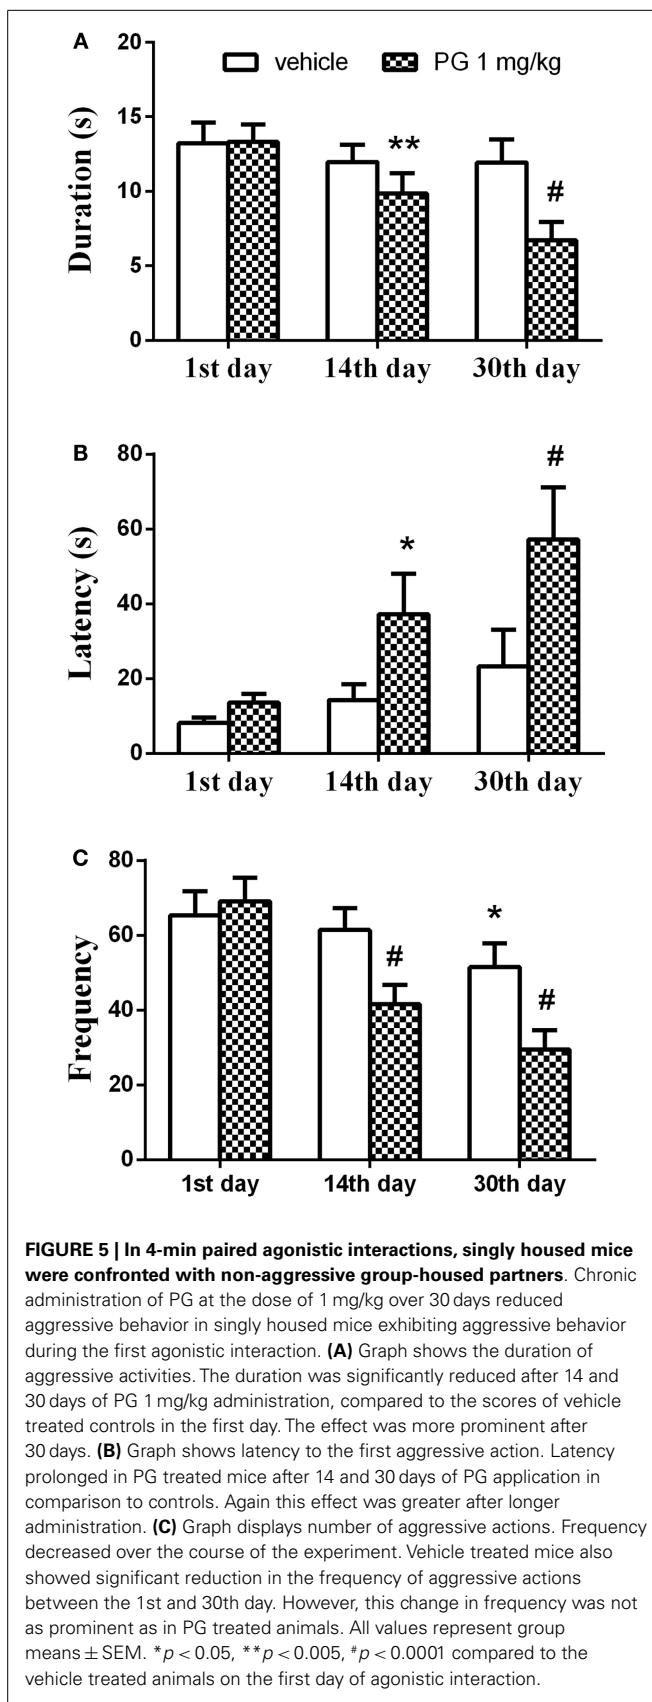 A
20
vehicle
PG 1 mg/kg
15
**
10
#
5
0
Duration (s)
1st day
14th day
30th day
B
80
#
60
*
40
20
0
Latency (s)
1st day
14th day
30th day
C
80
60
*
#
40
#
20
0
Frequency
1st day
14th day
30th day
FIGURE 5 | In 4-min paired agonistic interactions, singly housed mice
were confronted with non-aggressive group-housed partners. Chronic
administration of PG at the dose of 1 mg/kg over 30 days reduced
aggressive behavior in singly housed mice exhibiting aggressive behavior
during the first agonistic interaction. (A) Graph shows the duration of
aggressive activities. The duration was significantly reduced after 14 and
30 days of PG 1 mg/kg administration, compared to the scores of vehicle
treated controls in the first day. The effect was more prominent after
30 days. (B) Graph shows latency to the first aggressive action. Latency
prolonged in PG treated mice after 14 and 30 days of PG application in
comparison to controls. Again this effect was greater after longer
administration. (C) Graph displays number of aggressive actions. Frequency
decreased over the course of the experiment. Vehicle treated mice also
showed significant reduction in the frequency of aggressive actions
between the 1st and 30th day. However, this change in frequency was not
as prominent as in PG treated animals. All values represent group
means ± SEM. *p < 0.05, **p < 0.005, #p < 0.0001 compared to the
vehicle treated animals on the first day of agonistic interaction.